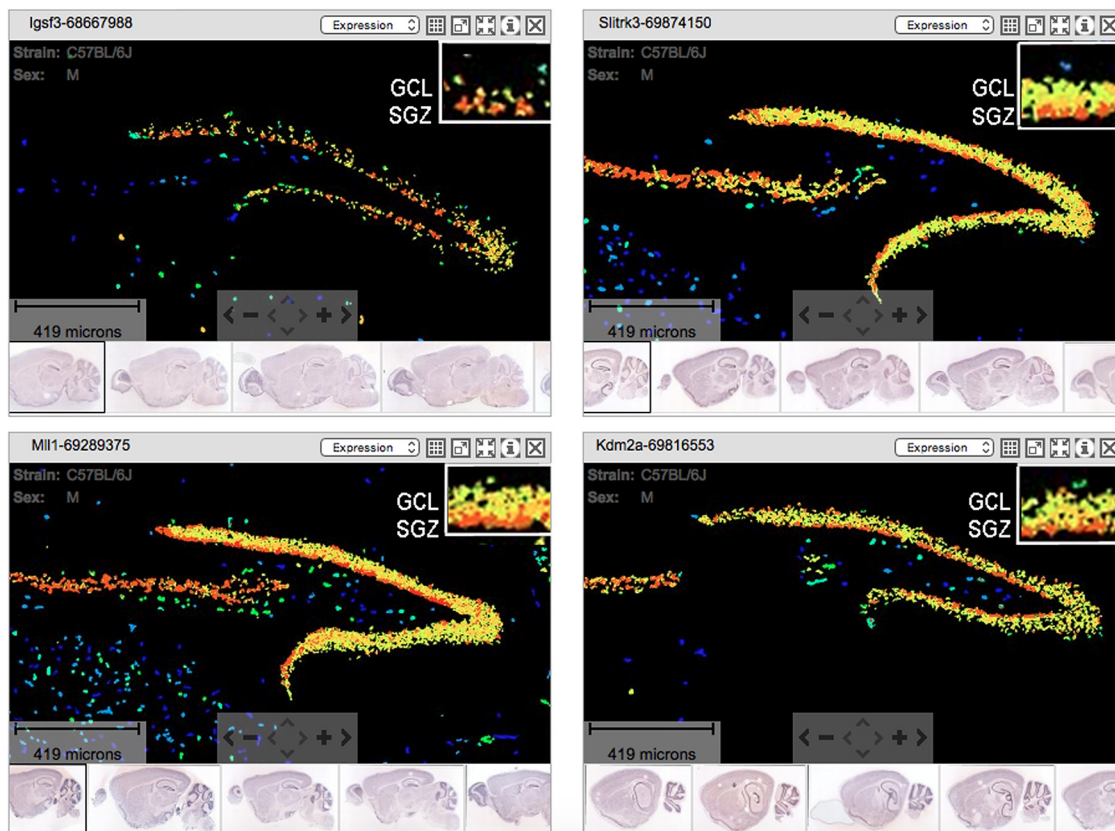 Igsf3-68667988
Expression
Strain: C57BL/6J
Sex: M
GCL
SGZ
419 microns
Slitrk3-69874150
Expression
Strain: C57BL/6J
Sex: M
GCL
SGZ
419 microns
Mll1-69289375
Expression
Strain: C57BL/6J
Sex: M
GCL
SGZ
419 microns
Kdm2a-69816553
Expression
Strain: C57BL/6J
Sex: M
GCL
SGZ
419 microns